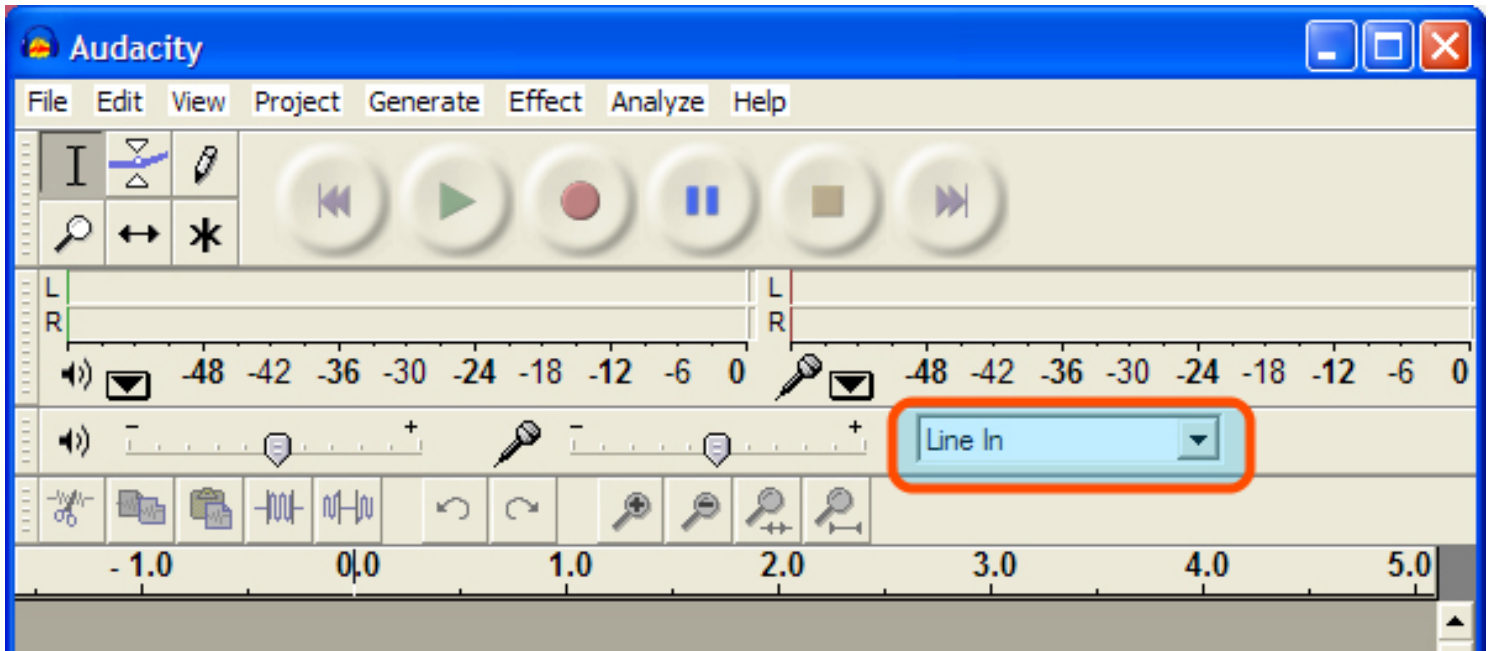 Audacity
File Edit View Project Generate Effect Analyze Help
L L
R R
-48 -42 -36 -30 -24 -18 -12 -6 0 -48 -42 -36 -30 -24 -18 -12 -6 0
- + - + Line In
- 1.0 0.0 1.0 2.0 3.0 4.0 5.0